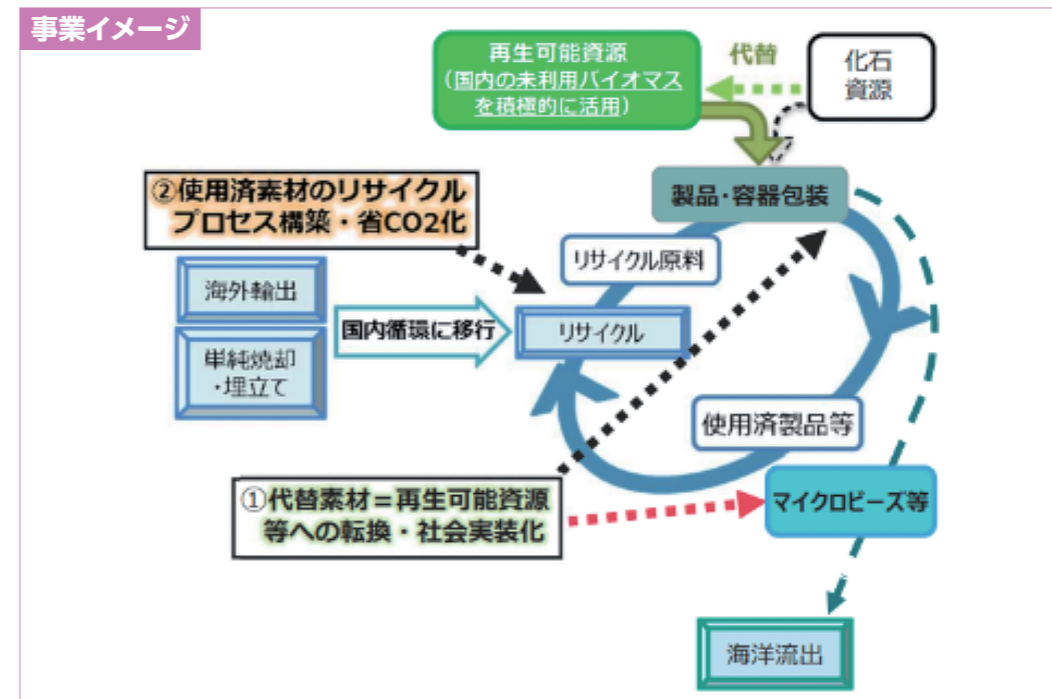 事業イメージ
再生可能資源
（国内の未利用バイオマス
を積極的に活用）
代替
化石
資源
製品･容器包装
②使用済素材のリサイクル
プロセス構築・省CO2化
リサイクル原料
海外輸出
国内循環に移行
リサイクル
単純焼却
・埋立て
使用済製品等
①代替素材＝再生可能資源
等への転換・社会実装化
マイクロビーズ等
海洋流出